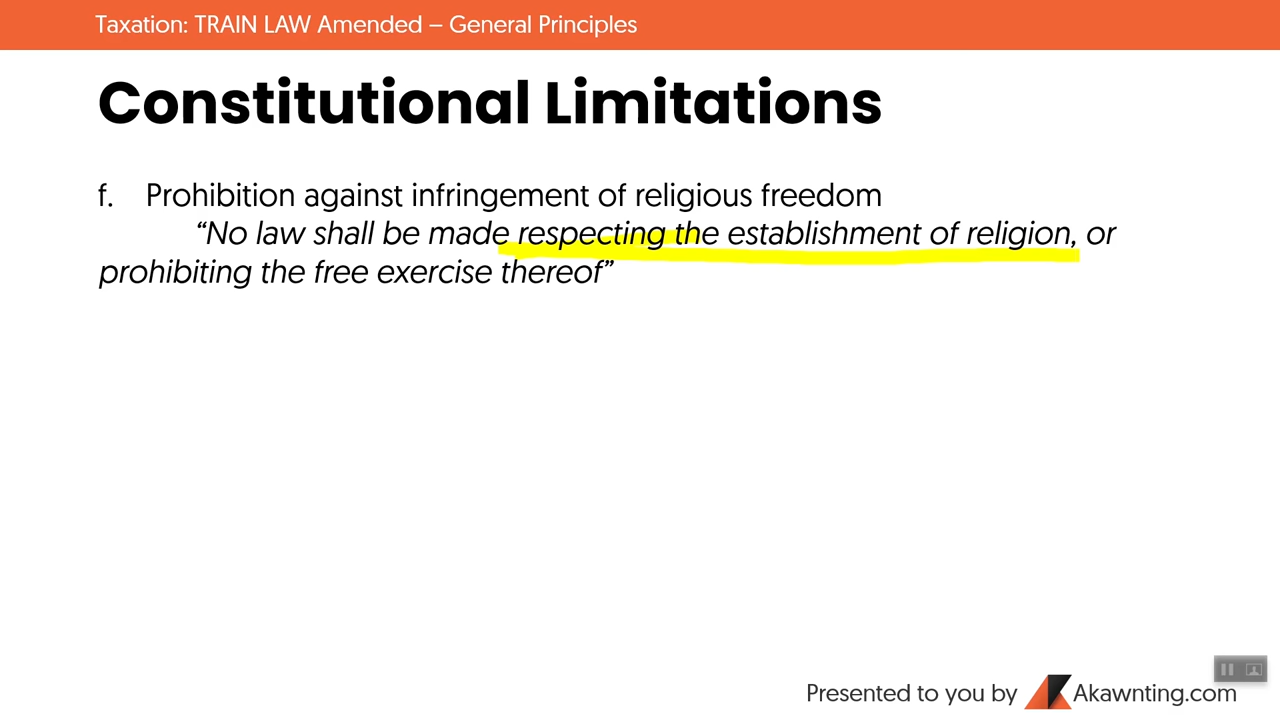 Taxation: TRAIN LAW Amended – General Principles
Constitutional Limitations
f. Prohibition against infringement of religious freedom
“No law shall be made respecting the establishment of religion, or
prohibiting the free exercise thereof”
Presented to you by Akawnting.com